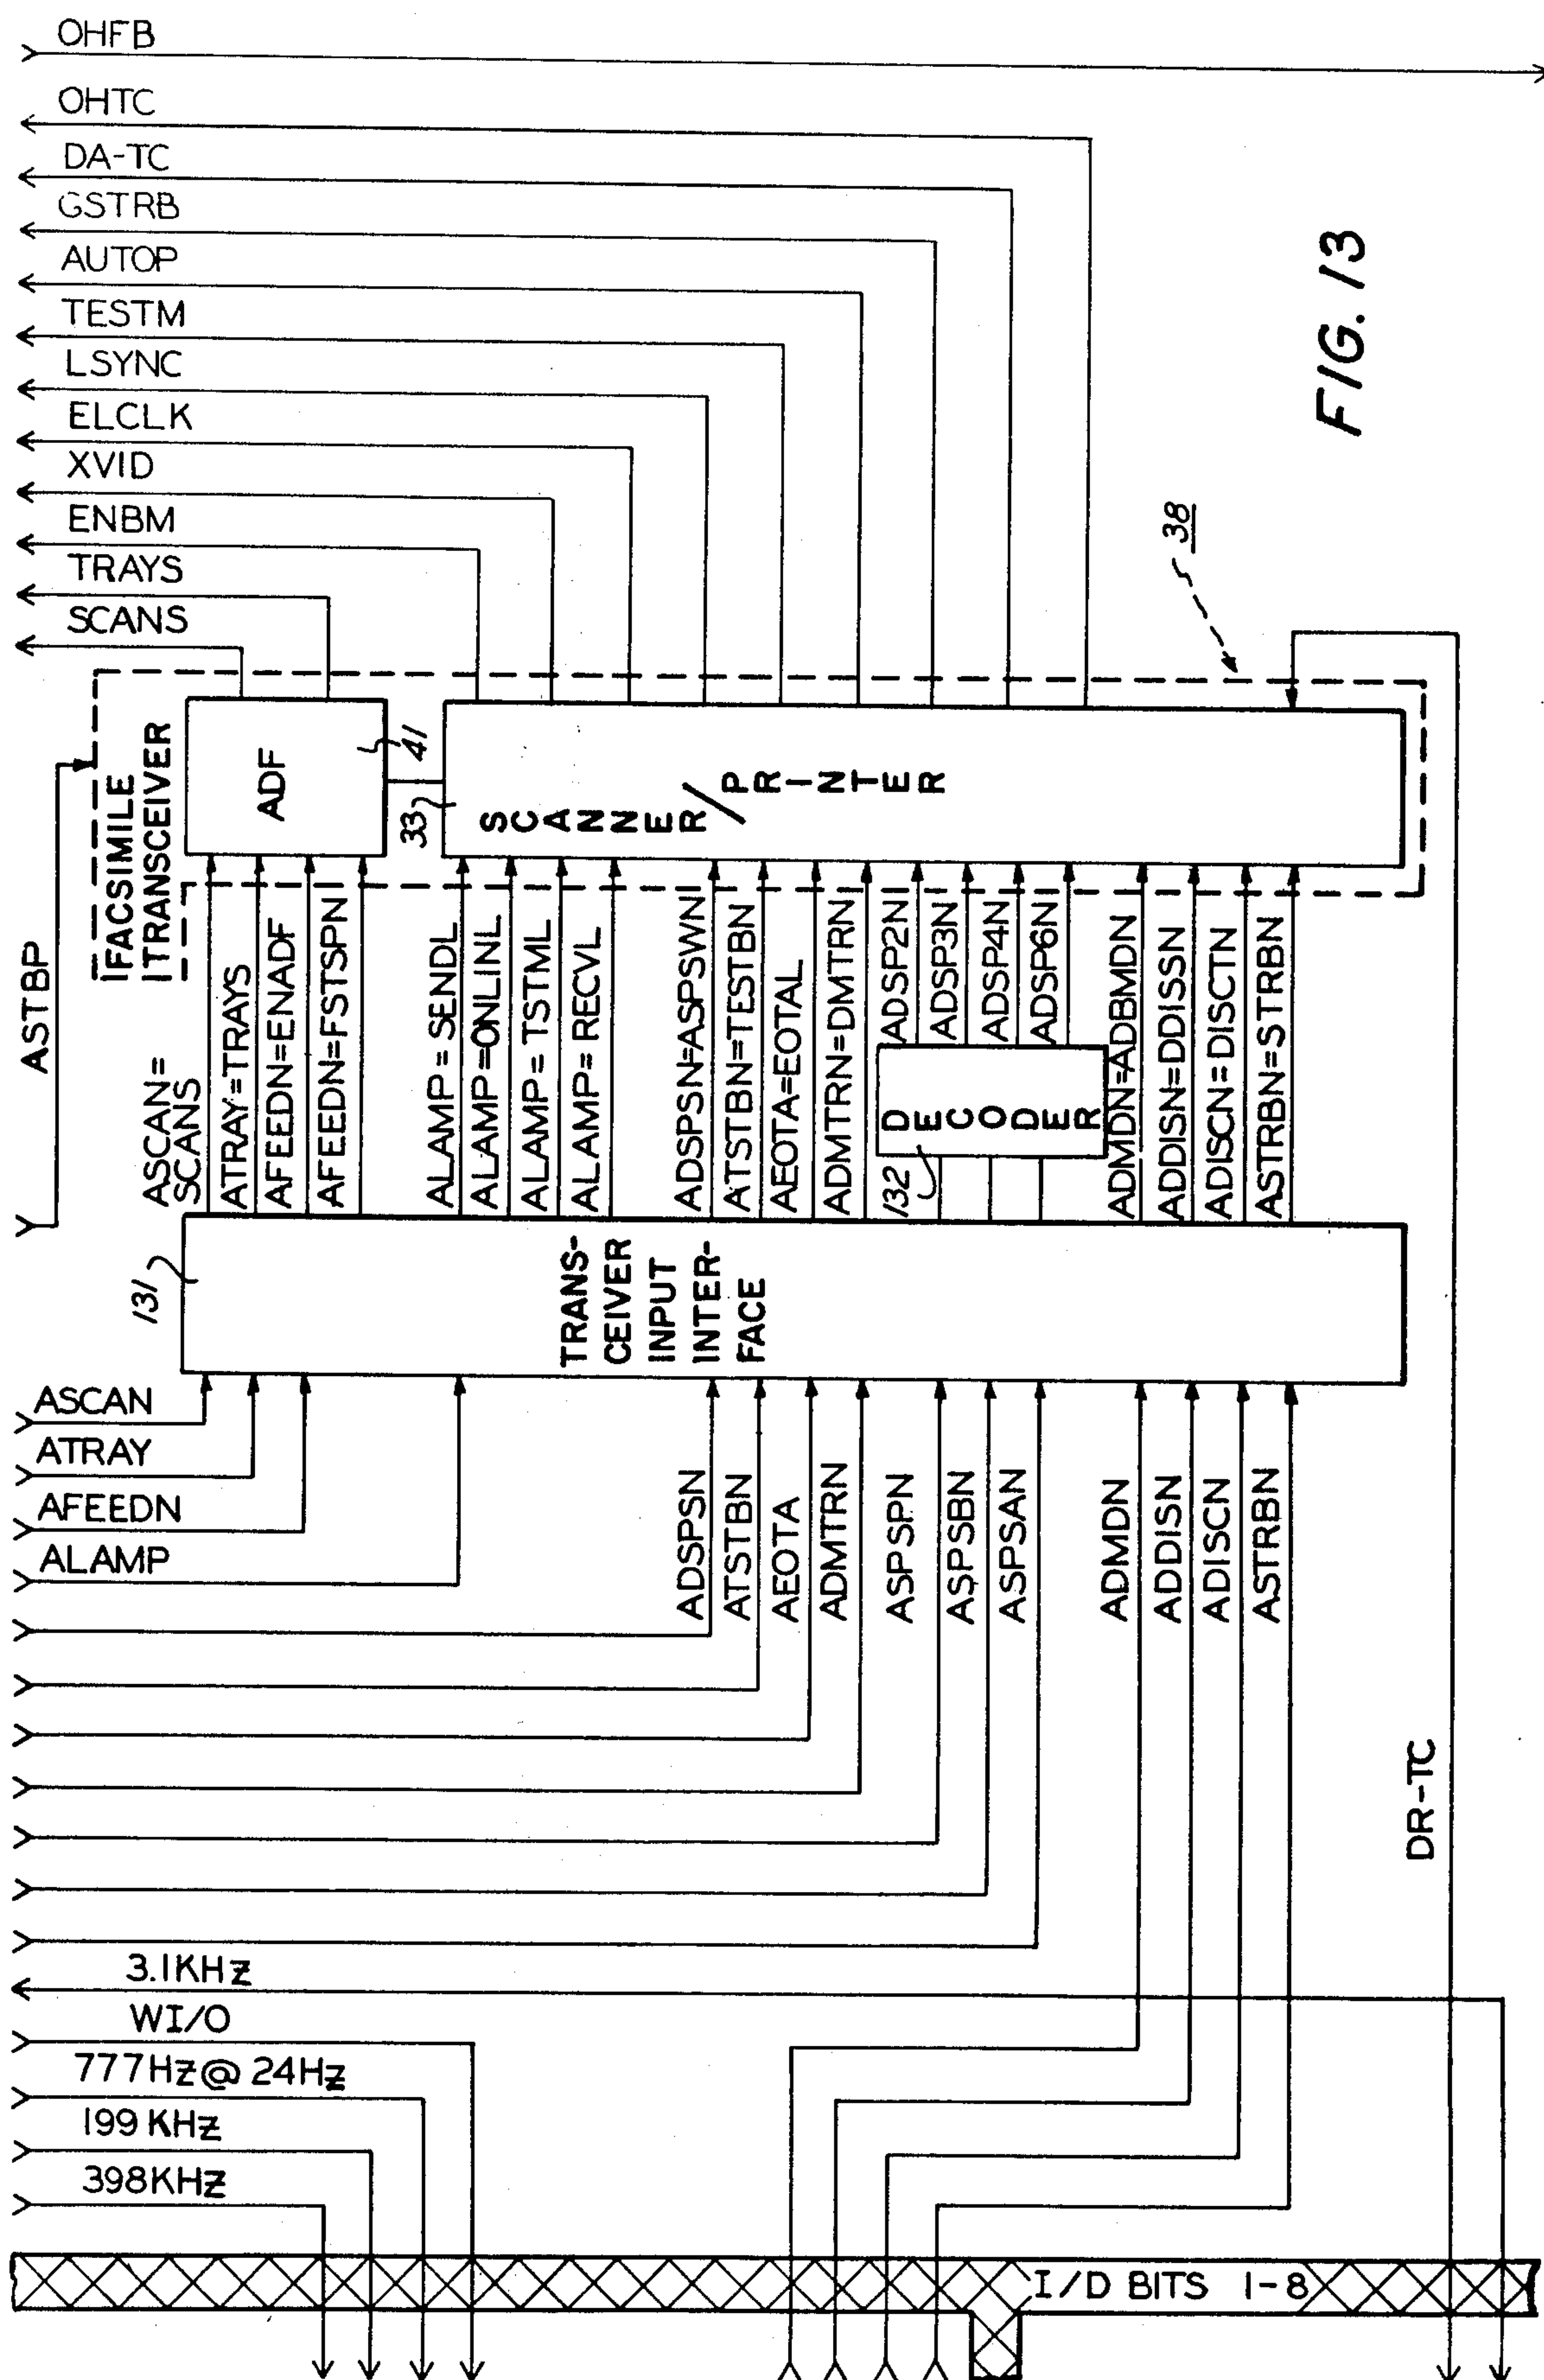 OHFB
OHTC
DA-TC
GSTRB
AUTOP
TESTM
LSYNC
ELCLK
XVID
ENBM
TRAYS
SCANS
FIG. 13
38
ASTBP
FACSIMILE
TRANSCEIVER
ADF
41
33
SCANNER/PRINTER
ASCAN=
SCANS
ATRAY=TRAYS
AFEEDN=ENADF
AFEEDN=FSTSPN
ALAMP=SENDL
ALAMP=ONLINL
ALAMP=TSTML
ALAMP=RECVL
ADSPSN=ASPSWN
ATSTBN=TESTBN
AEOTA=EOTAL
ADMTRN=DMTRN
ADSP2N
ADSP3N
ADSP4N
ADSP6N
DECODER
132
ADMDN=ADBMDN
ADDISN=DDISSN
ADISCN=DISCTN
ASTRBN=STRBN
131
TRANS-
CEIVER
INPUT
INTER-
FACE
ASCAN
ATRAY
AFEEDN
ALAMP
ADSPSN
ATSTBN
AEOTA
ADMTRN
ASPSPN
ASPSBN
ASPSAN
ADMDN
ADDISN
ADISCN
ASTRBN
DR-TC
3.1KHz
WI/O
777Hz@24Hz
199KHz
398KHz
I/D BITS 1-8